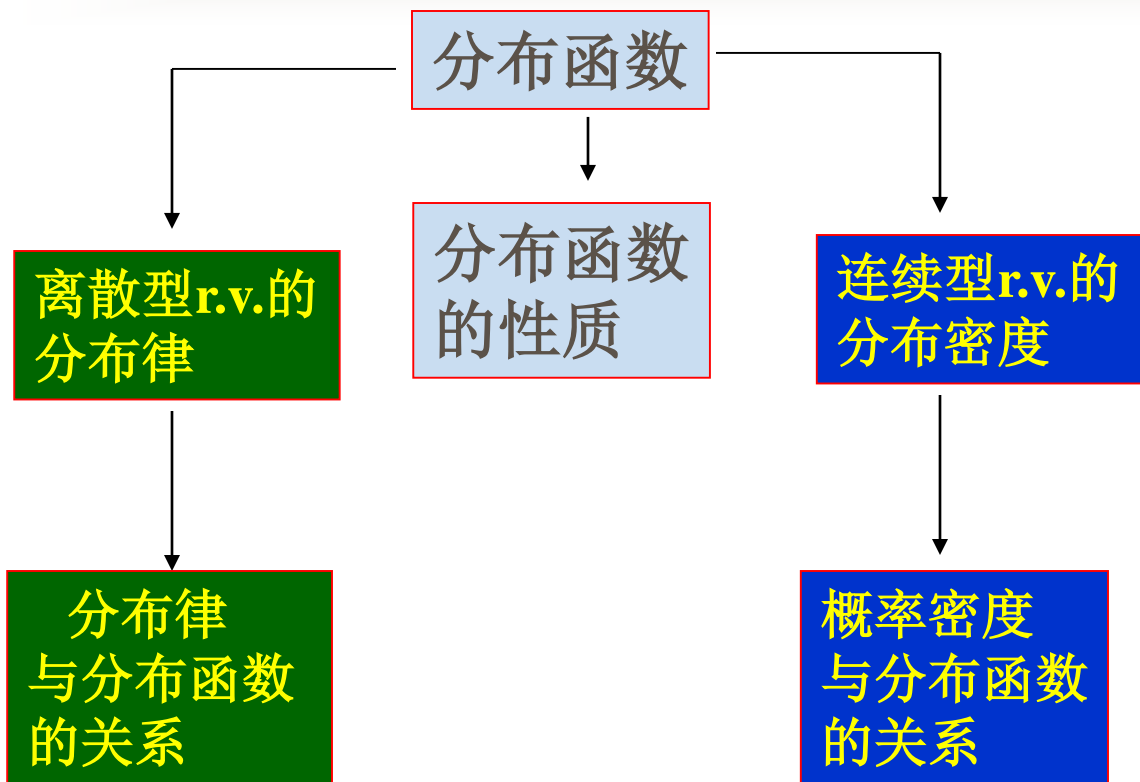 分布函数
分布函数
的性质
离散型r.v.的
分布律
连续型r.v.的
分布密度
分布律
与分布函数
的关系
概率密度
与分布函数
的关系